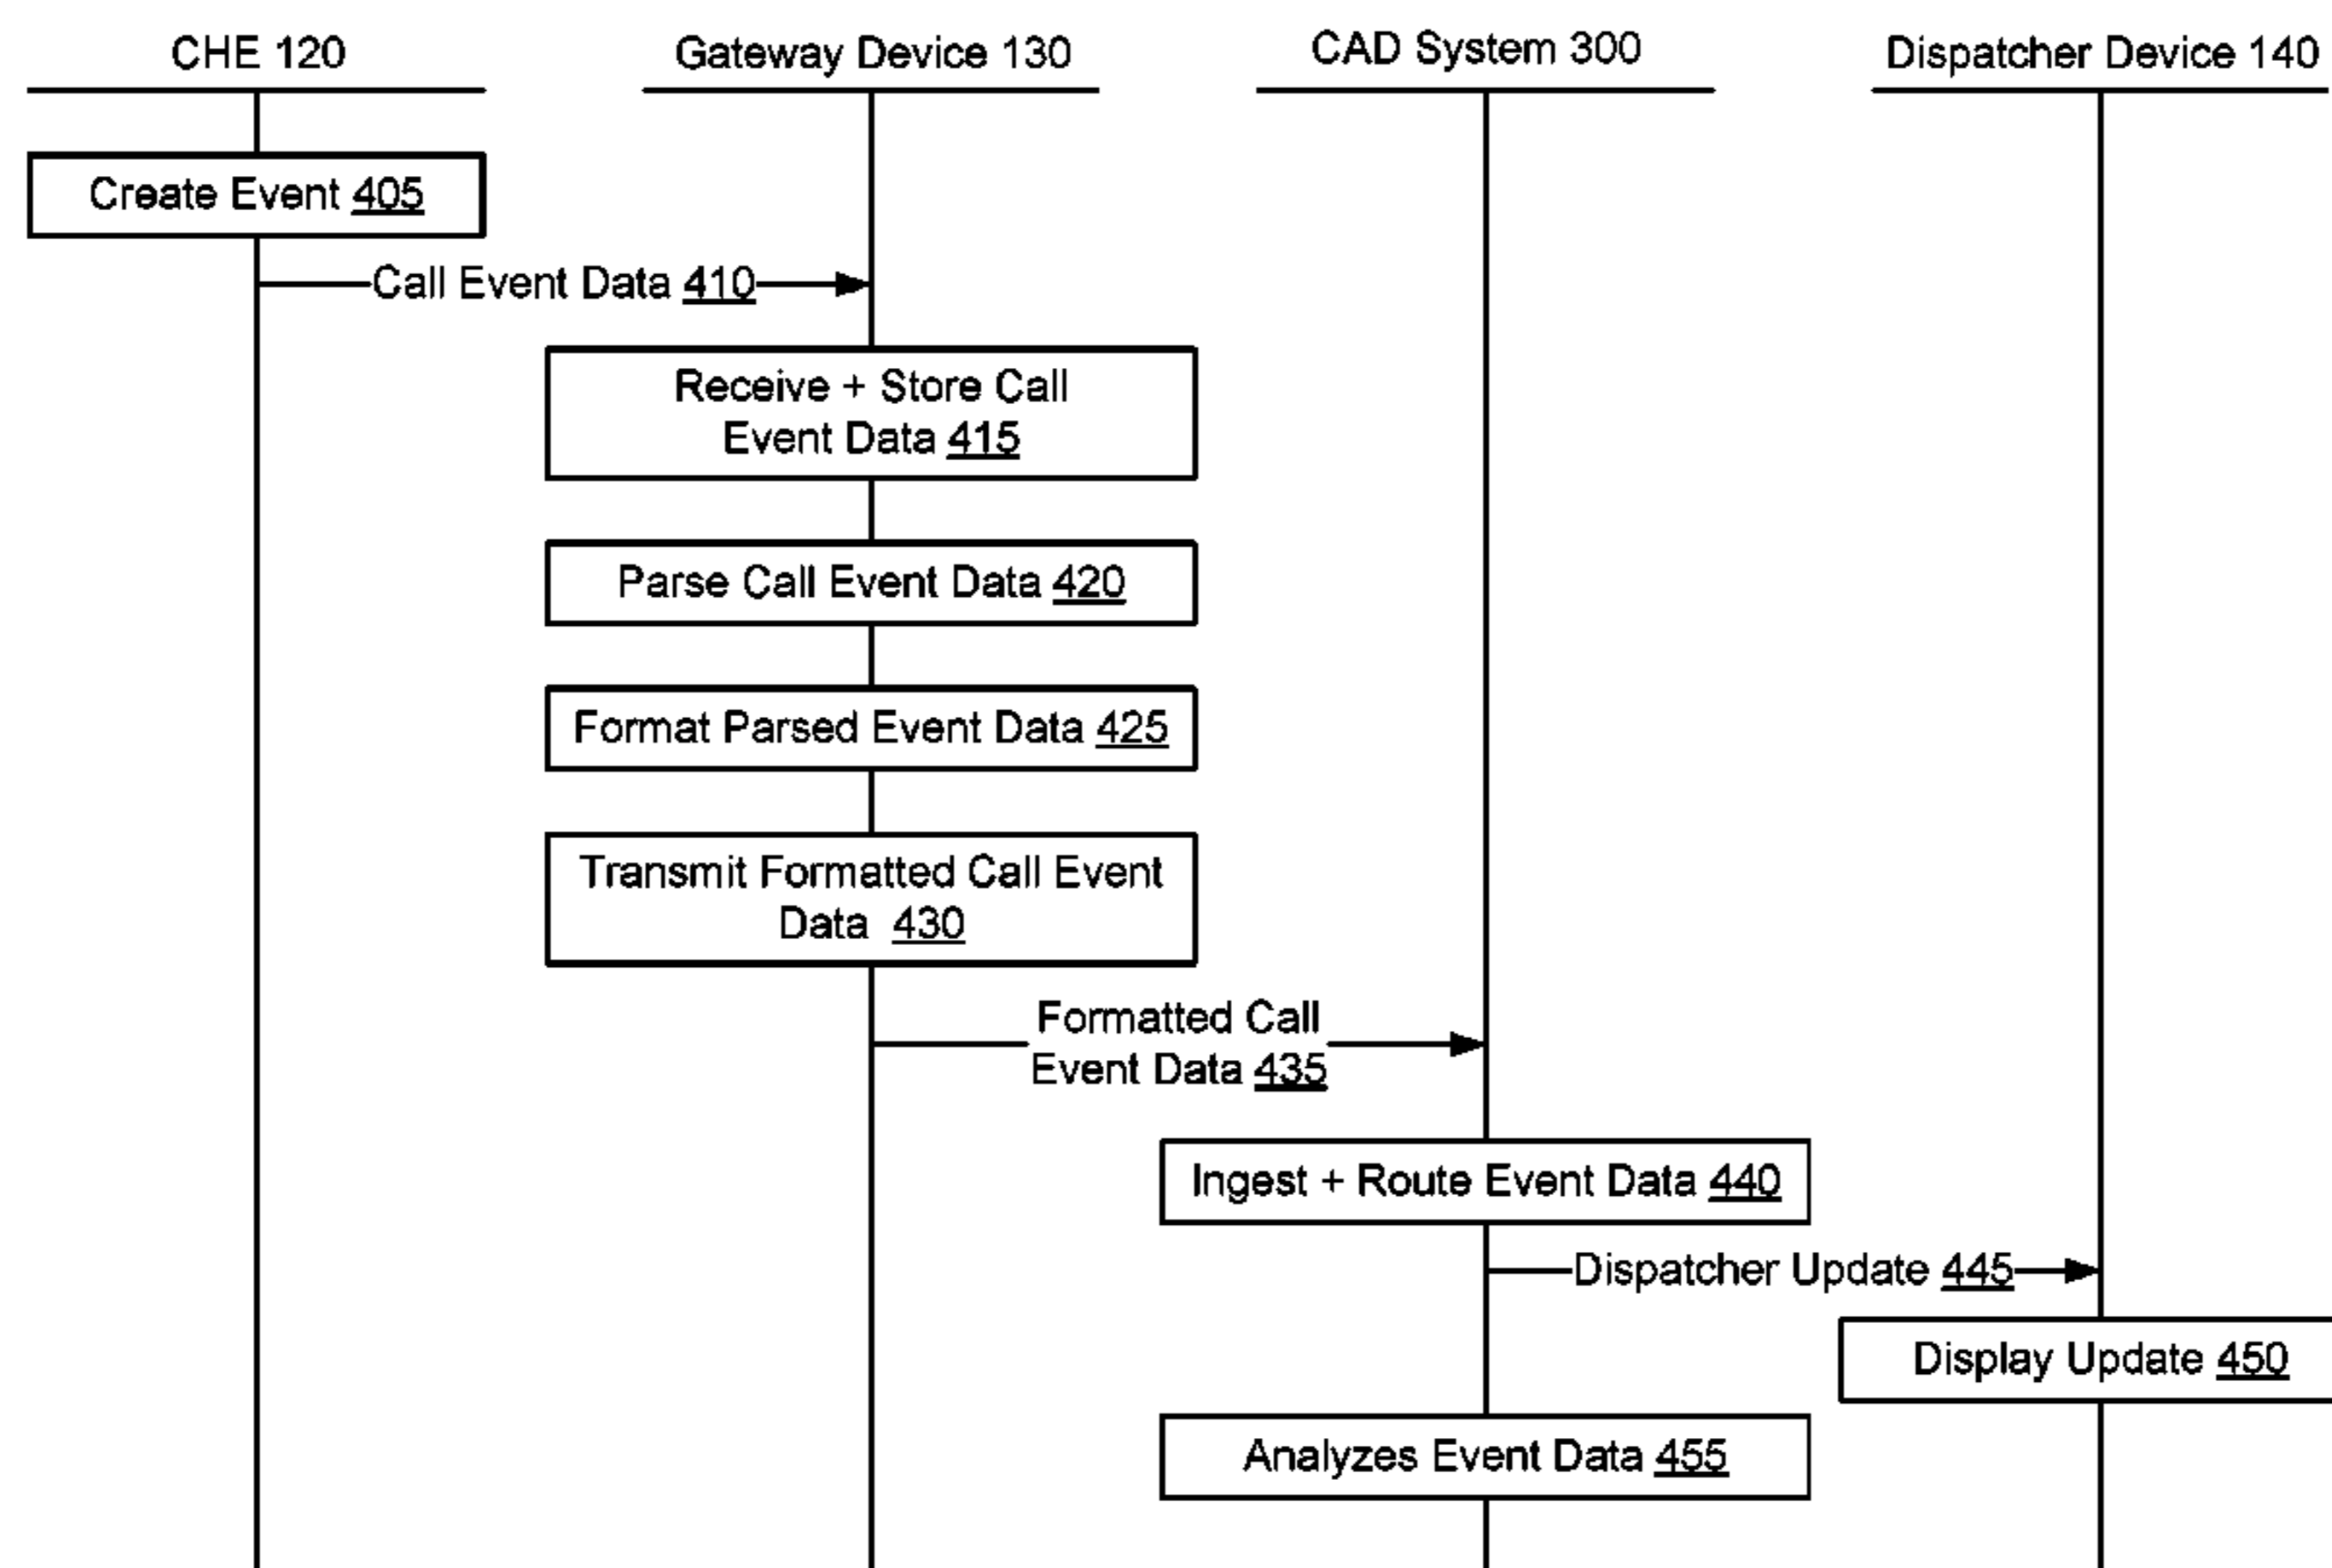 CHE 120
Gateway Device 130
CAD System 300
Dispatcher Device 140
Create Event 405
Call Event Data 410
Receive + Store Call
Event Data 415
Parse Call Event Data 420
Format Parsed Event Data 425
Transmit Formatted Call Event
Data 430
Formatted Call
Event Data 435
Ingest + Route Event Data 440
Dispatcher Update 445
Display Update 450
Analyzes Event Data 455